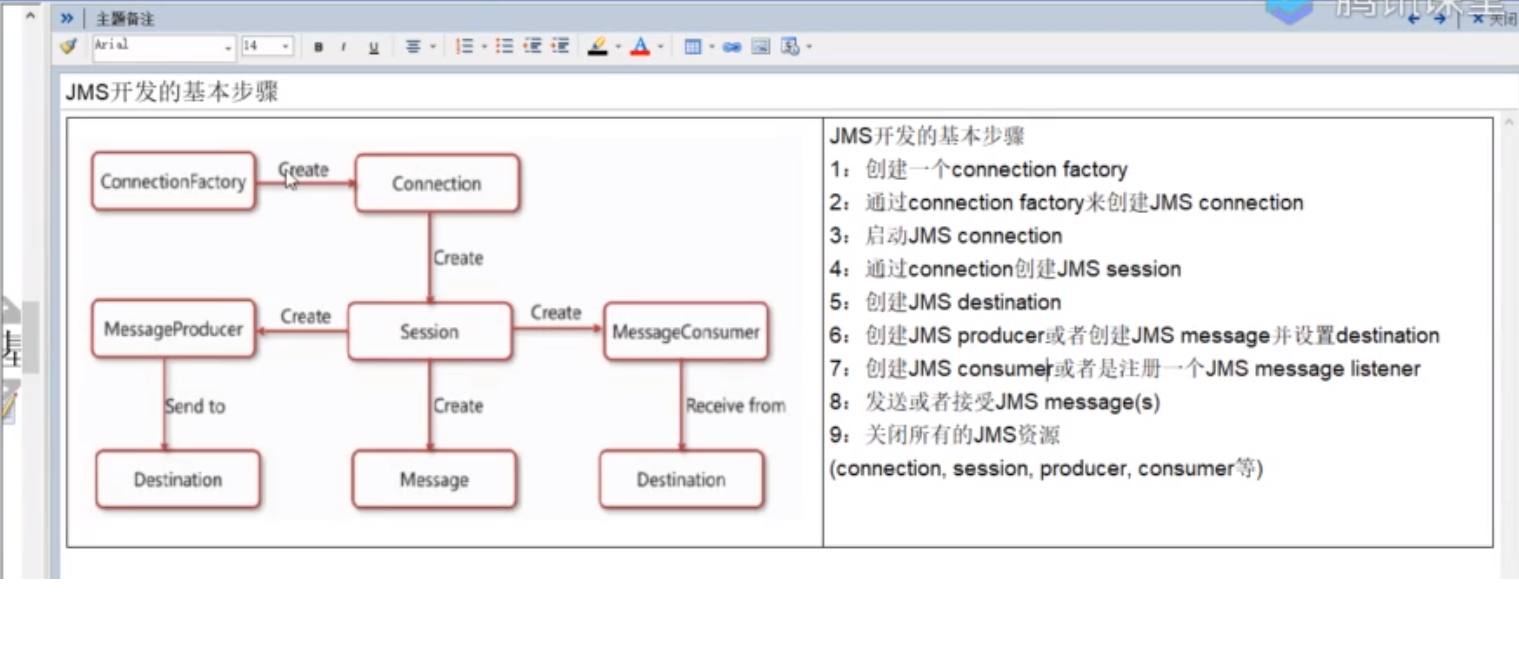 主题备注
腾讯课堂
关闭
Arial
14
B I U
A
JMS开发的基本步骤
ConnectionFactory
Create
Connection
Create
MessageProducer
Create
Session
Create
MessageConsumer
Send to
Create
Receive from
Destination
Message
Destination
JMS开发的基本步骤
1：创建一个connection factory
2：通过connection factory来创建JMS connection
3：启动JMS connection
4：通过connection创建JMS session
5：创建JMS destination
6：创建JMS producer或者创建JMS message并设置destination
7：创建JMS consumer或者是注册一个JMS message listener
8：发送或者接受JMS message(s)
9：关闭所有的JMS资源
(connection, session, producer, consumer等)